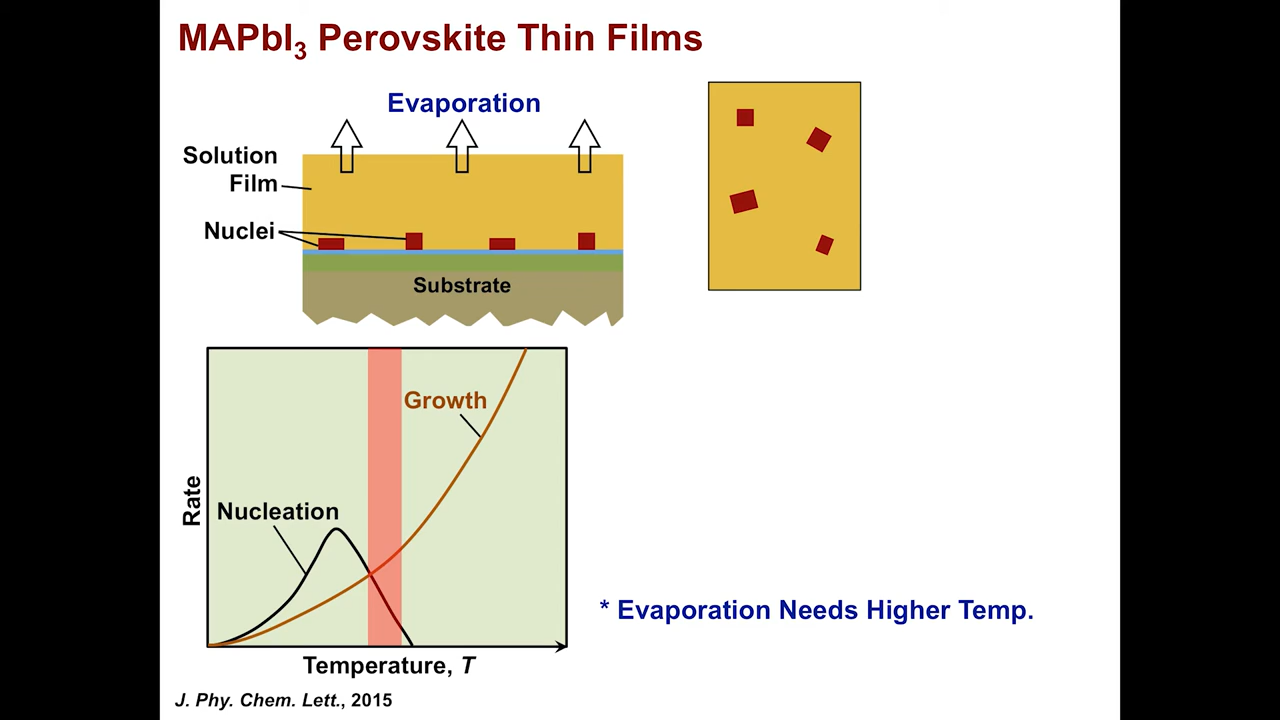 MAPbI3 Perovskite Thin Films
Evaporation
Solution
Film
Nuclei
Substrate
Growth
Nucleation
Rate
Temperature, T
* Evaporation Needs Higher Temp.
J. Phy. Chem. Lett., 2015